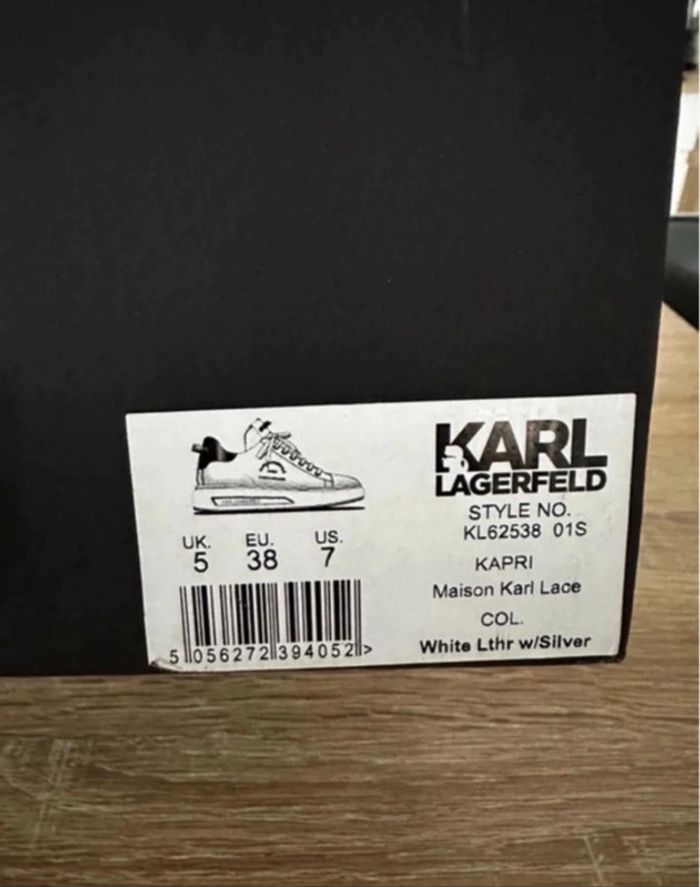 KARL
LAGERFELD
STYLE NO.
KL62538 01S
UK. EU. US.
5 38 7
KAPRI
Maison Karl Lace
COL.
White Lthr w/Silver
5 056272 394052 >